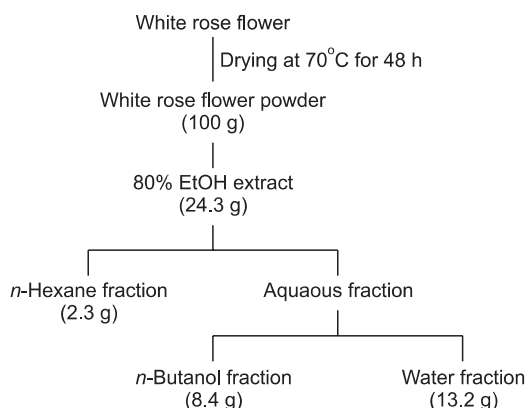 White rose flower
Drying at 70°C for 48 h
White rose flower powder
(100 g)
80% EtOH extract
(24.3 g)
n-Hexane fraction
(2.3 g)
Aquaous fraction
n-Butanol fraction
(8.4 g)
Water fraction
(13.2 g)